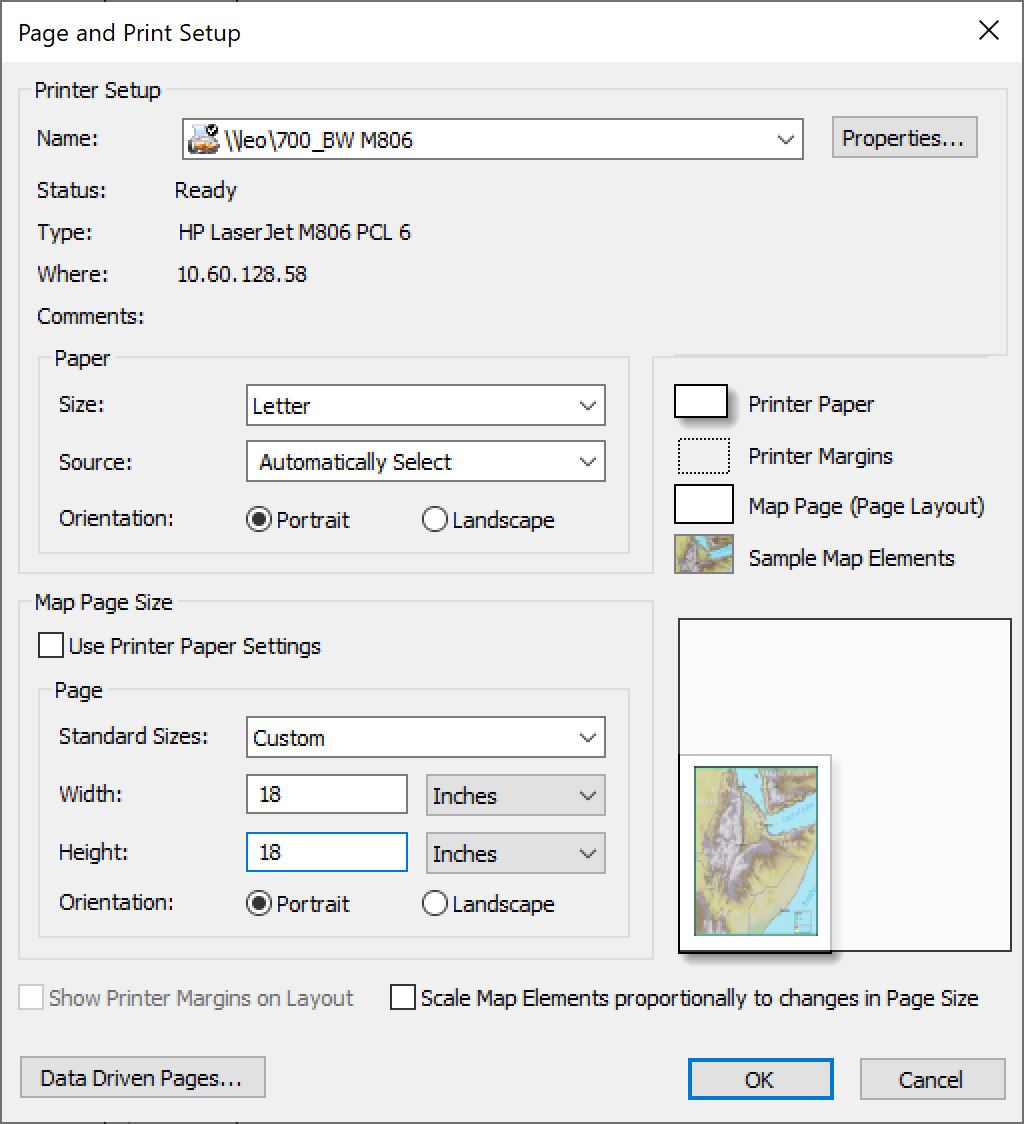 Page and Print Setup
Printer Setup
Name: \\leo\700_BW M806 Properties...
Status: Ready
Type: HP LaserJet M806 PCL 6
Where: 10.60.128.58
Comments:
Paper
Size: Letter
Source: Automatically Select
Orientation: Portrait Landscape
Printer Paper
Printer Margins
Map Page (Page Layout)
Sample Map Elements
Map Page Size
Use Printer Paper Settings
Page
Standard Sizes: Custom
Width: 18 Inches
Height: 18 Inches
Orientation: Portrait Landscape
Show Printer Margins on Layout Scale Map Elements proportionally to changes in Page Size
Data Driven Pages... OK Cancel